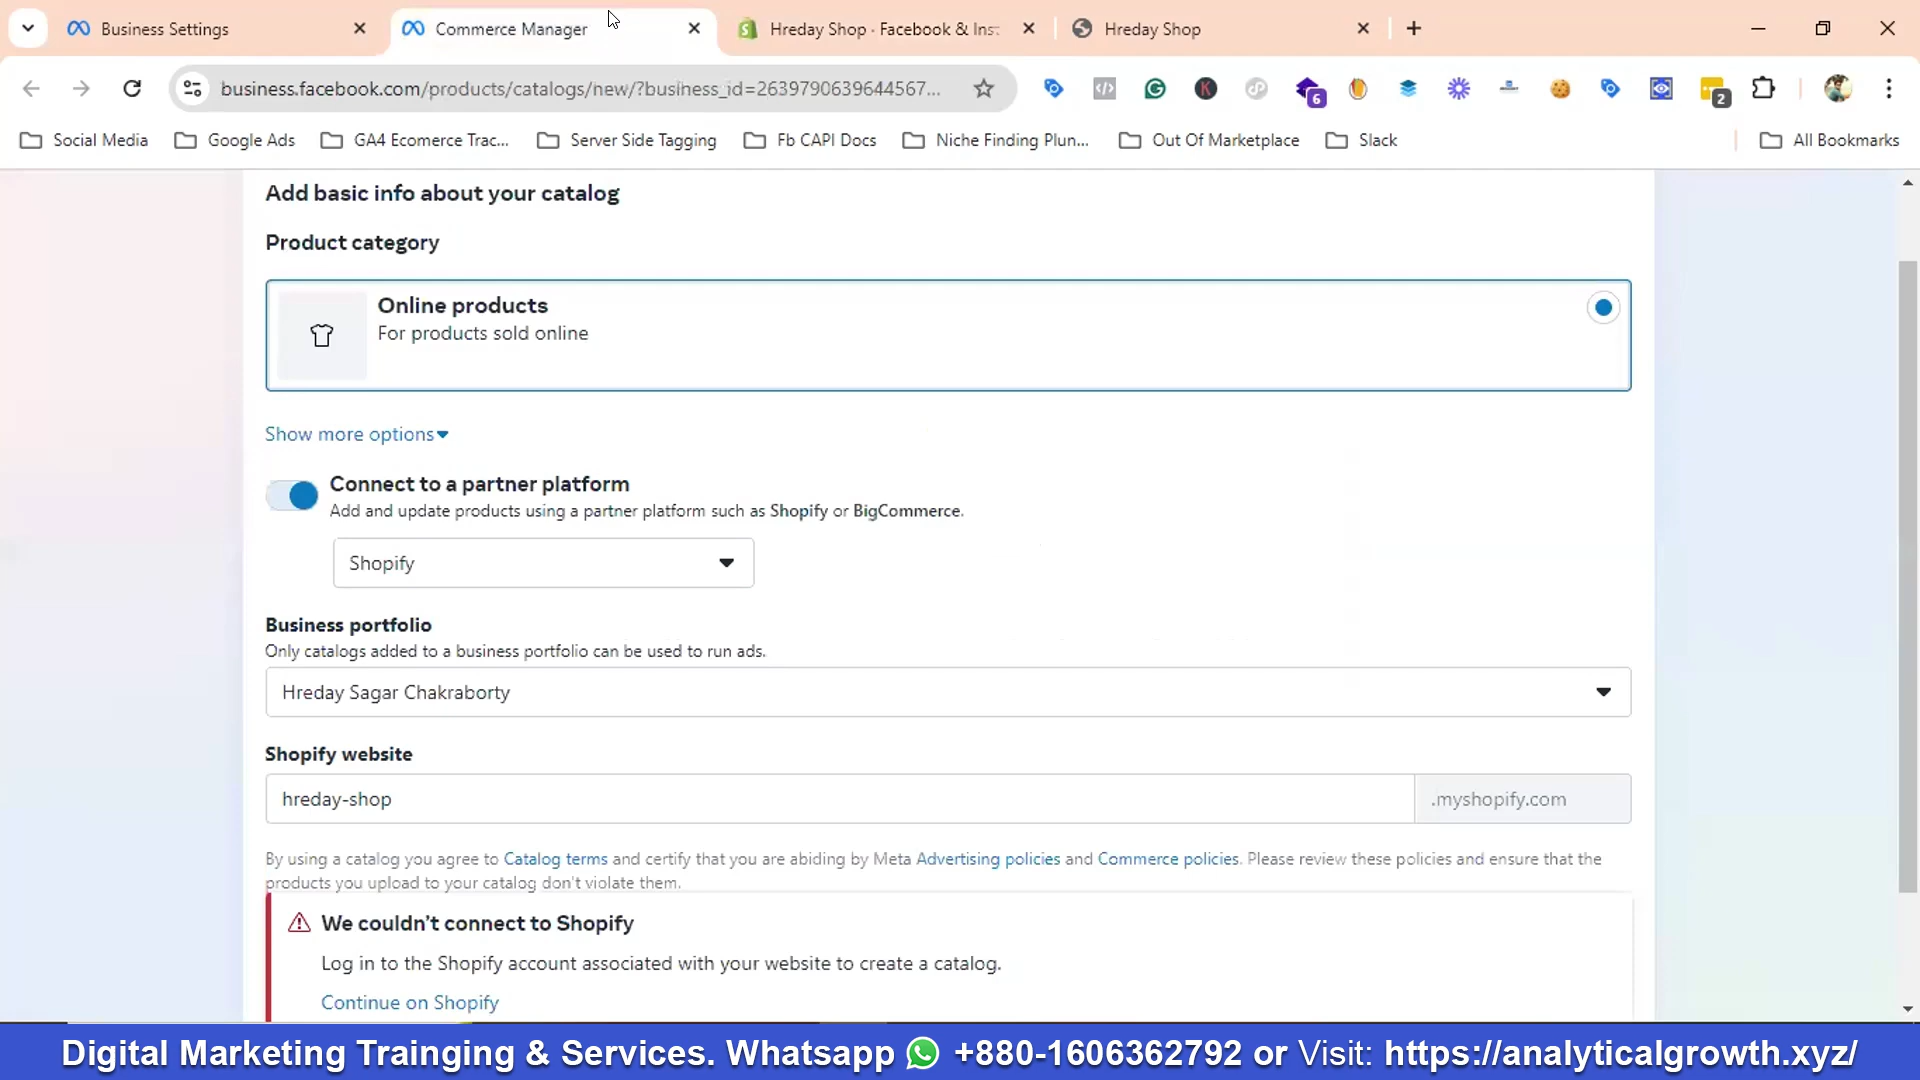 Business Settings
Commerce Manager
Hreday Shop · Facebook & Ins
Hreday Shop
business.facebook.com/products/catalogs/new/?business_id=2639790639644567...
6
2
Social Media
Google Ads
GA4 Ecomerce Trac...
Server Side Tagging
Fb CAPI Docs
Niche Finding Plun...
Out Of Marketplace
Slack
All Bookmarks
Add basic info about your catalog
Product category
Online products
For products sold online
Show more options
Connect to a partner platform
Add and update products using a partner platform such as Shopify or BigCommerce.
Shopify
Business portfolio
Only catalogs added to a business portfolio can be used to run ads.
Hreday Sagar Chakraborty
Shopify website
hreday-shop
.myshopify.com
By using a catalog you agree to Catalog terms and certify that you are abiding by Meta Advertising policies and Commerce policies. Please review these policies and ensure that the
products you upload to your catalog don't violate them.
We couldn't connect to Shopify
Log in to the Shopify account associated with your website to create a catalog.
Continue on Shopify
Digital Marketing Trainging & Services. Whatsapp +880-1606362792 or Visit: https://analyticalgrowth.xyz/